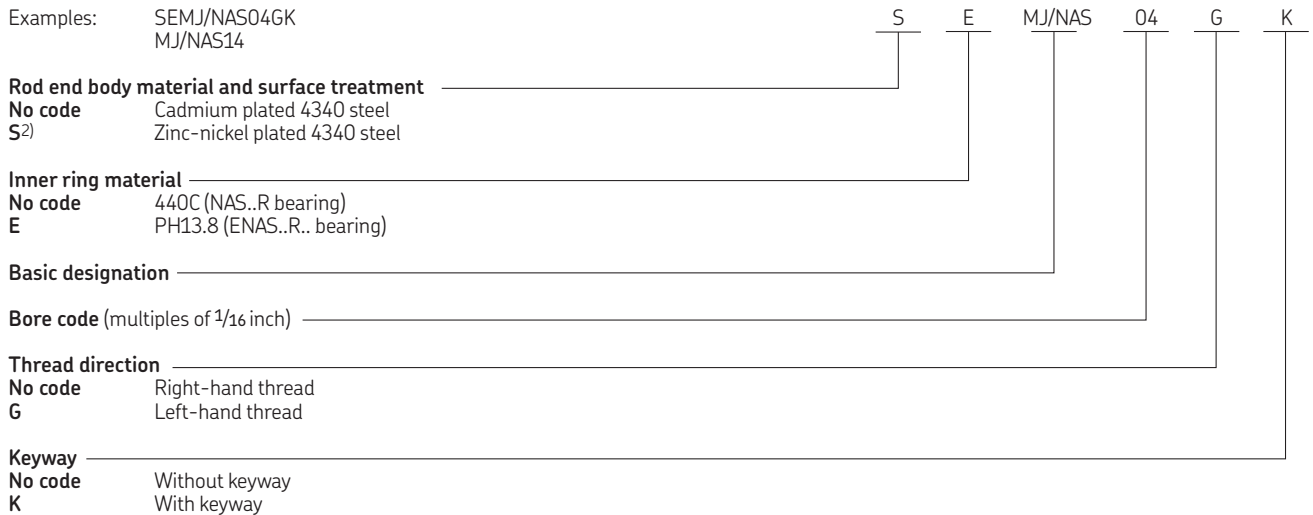 Examples: SEMJ/NAS04GK S E MJ/NAS 04 G K
MJ/NAS14
Rod end body material and surface treatment
No code Cadmium plated 4340 steel
S2) Zinc-nickel plated 4340 steel
Inner ring material
No code 440C (NAS..R bearing)
E PH13.8 (ENAS..R.. bearing)
Basic designation
Bore code (multiples of 1/16 inch)
Thread direction
No code Right-hand thread
G Left-hand thread
Keyway
No code Without keyway
K With keyway